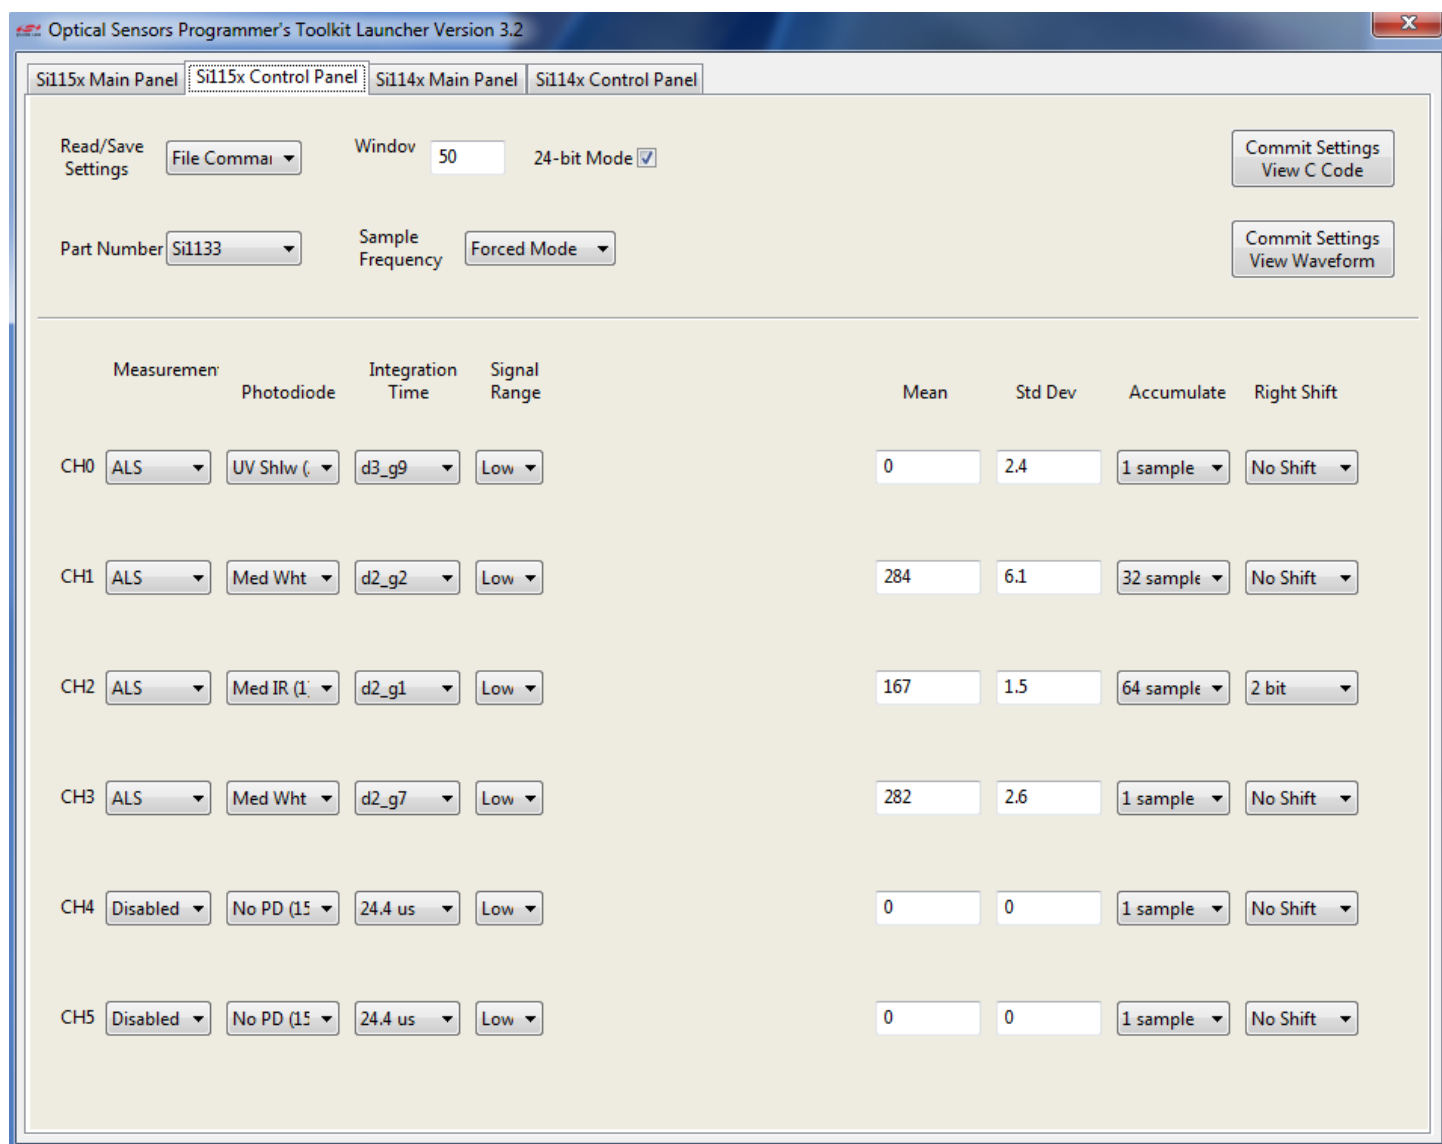 Optical Sensors Programmer's Toolkit Launcher Version 3.2
Si115x Main Panel Si115x Control Panel Si114x Main Panel Si114x Control Panel
Read/Save
Settings
File Commar
Windov
50
24-bit Mode
Commit Settings
View C Code
Part Number
Si1133
Sample
Frequency
Forced Mode
Commit Settings
View Waveform
Measuremen
Photodiode
Integration
Time
Signal
Range
Mean
Std Dev
Accumulate
Right Shift
CH0 ALS UV Shlw (. d3_g9 Low 0 2.4 1 sample No Shift
CH1 ALS Med Wht d2_g2 Low 284 6.1 32 sample No Shift
CH2 ALS Med IR (1 d2_g1 Low 167 1.5 64 sample 2 bit
CH3 ALS Med Wht d2_g7 Low 282 2.6 1 sample No Shift
CH4 Disabled No PD (15 24.4 us Low 0 0 1 sample No Shift
CH5 Disabled No PD (15 24.4 us Low 0 0 1 sample No Shift